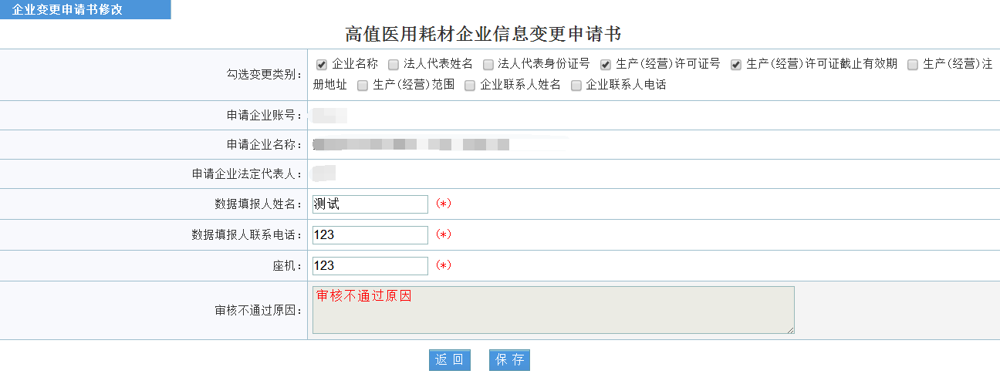 企业变更申请书修改
高值医用耗材企业信息变更申请书
勾选变更类别： 企业名称 法人代表姓名 法人代表身份证号 生产(经营)许可证号 生产(经营)许可证截止有效期 生产(经营)注
册地址 生产(经营)范围 企业联系人姓名 企业联系人电话
申请企业账号：
申请企业名称：
申请企业法定代表人：
数据填报人姓名： 测试 (*)
数据填报人联系电话： 123 (*)
座机： 123 (*)
审核不通过原因： 审核不通过原因
返 回 保 存